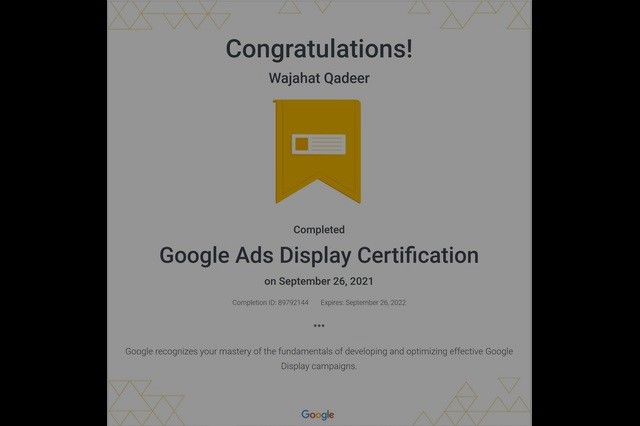 Congratulations!
Wajahat Qadeer
Completed
Google Ads Display Certification
on September 26, 2021
Completion ID: 89792144 Expires: September 26, 2022
Google recognizes your mastery of the fundamentals of developing and optimizing effective Google
Display campaigns.
Google